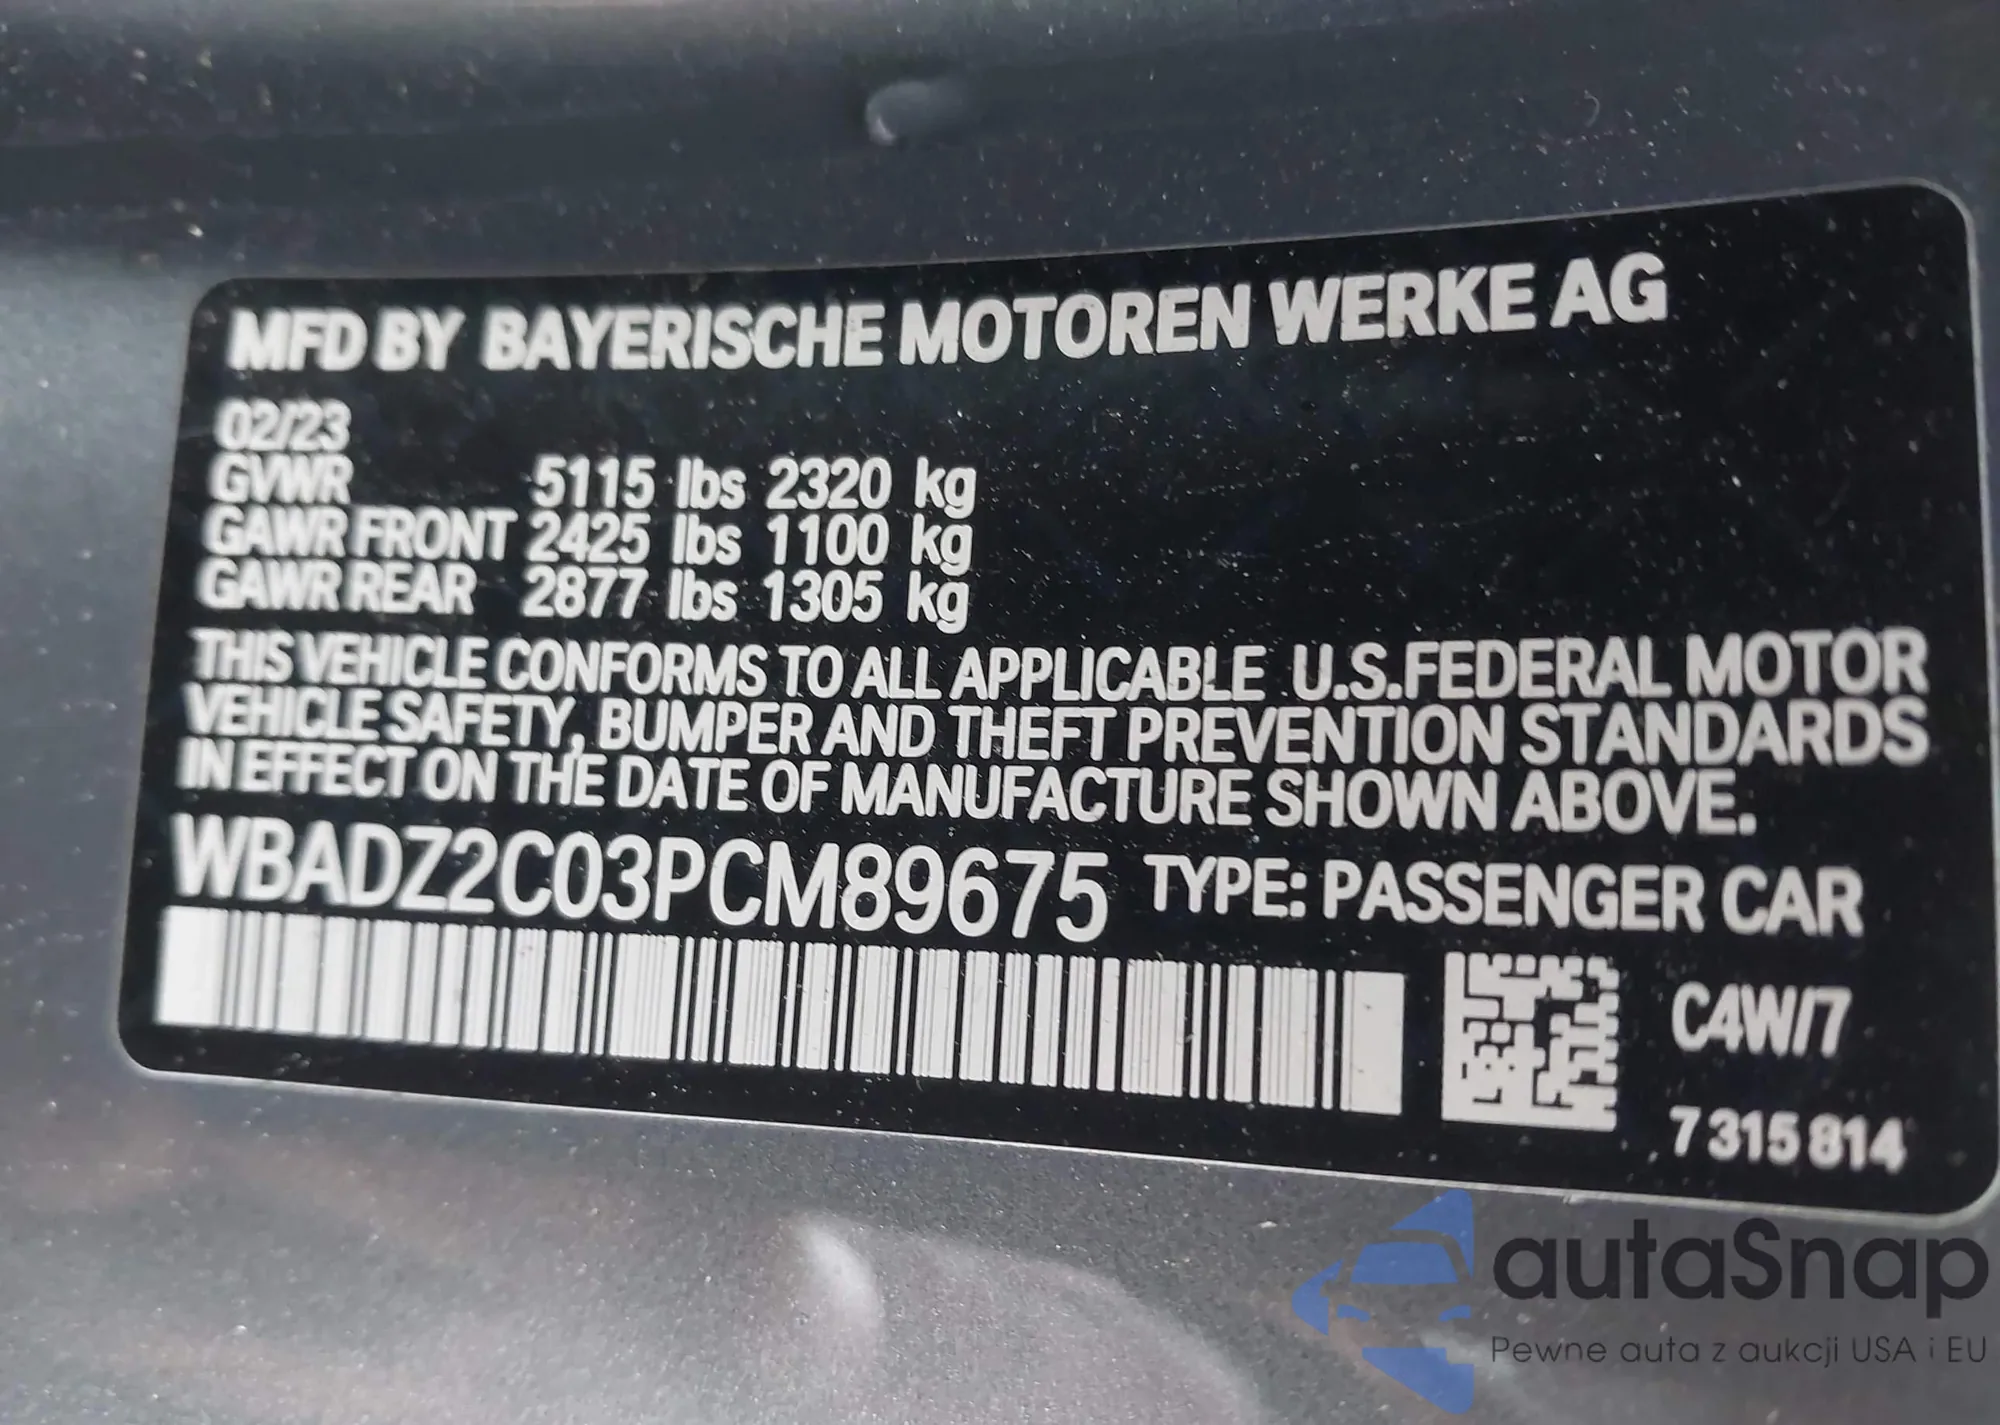 MFD BY BAYERISCHE MOTOREN WERKE AG
02/23
GVWR 5115 lbs 2320 kg
GAWR FRONT 2425 lbs 1100 kg
GAWR REAR 2877 lbs 1305 kg
THIS VEHICLE CONFORMS TO ALL APPLICABLE U.S.FEDERAL MOTOR
VEHICLE SAFETY, BUMPER AND THEFT PREVENTION STANDARDS
IN EFFECT ON THE DATE OF MANUFACTURE SHOWN ABOVE.
WBADZ2C03PCM89675 TYPE: PASSENGER CAR
C4W/7
7 315 814
autaSnap
Pewne auta z aukcji USA i EU